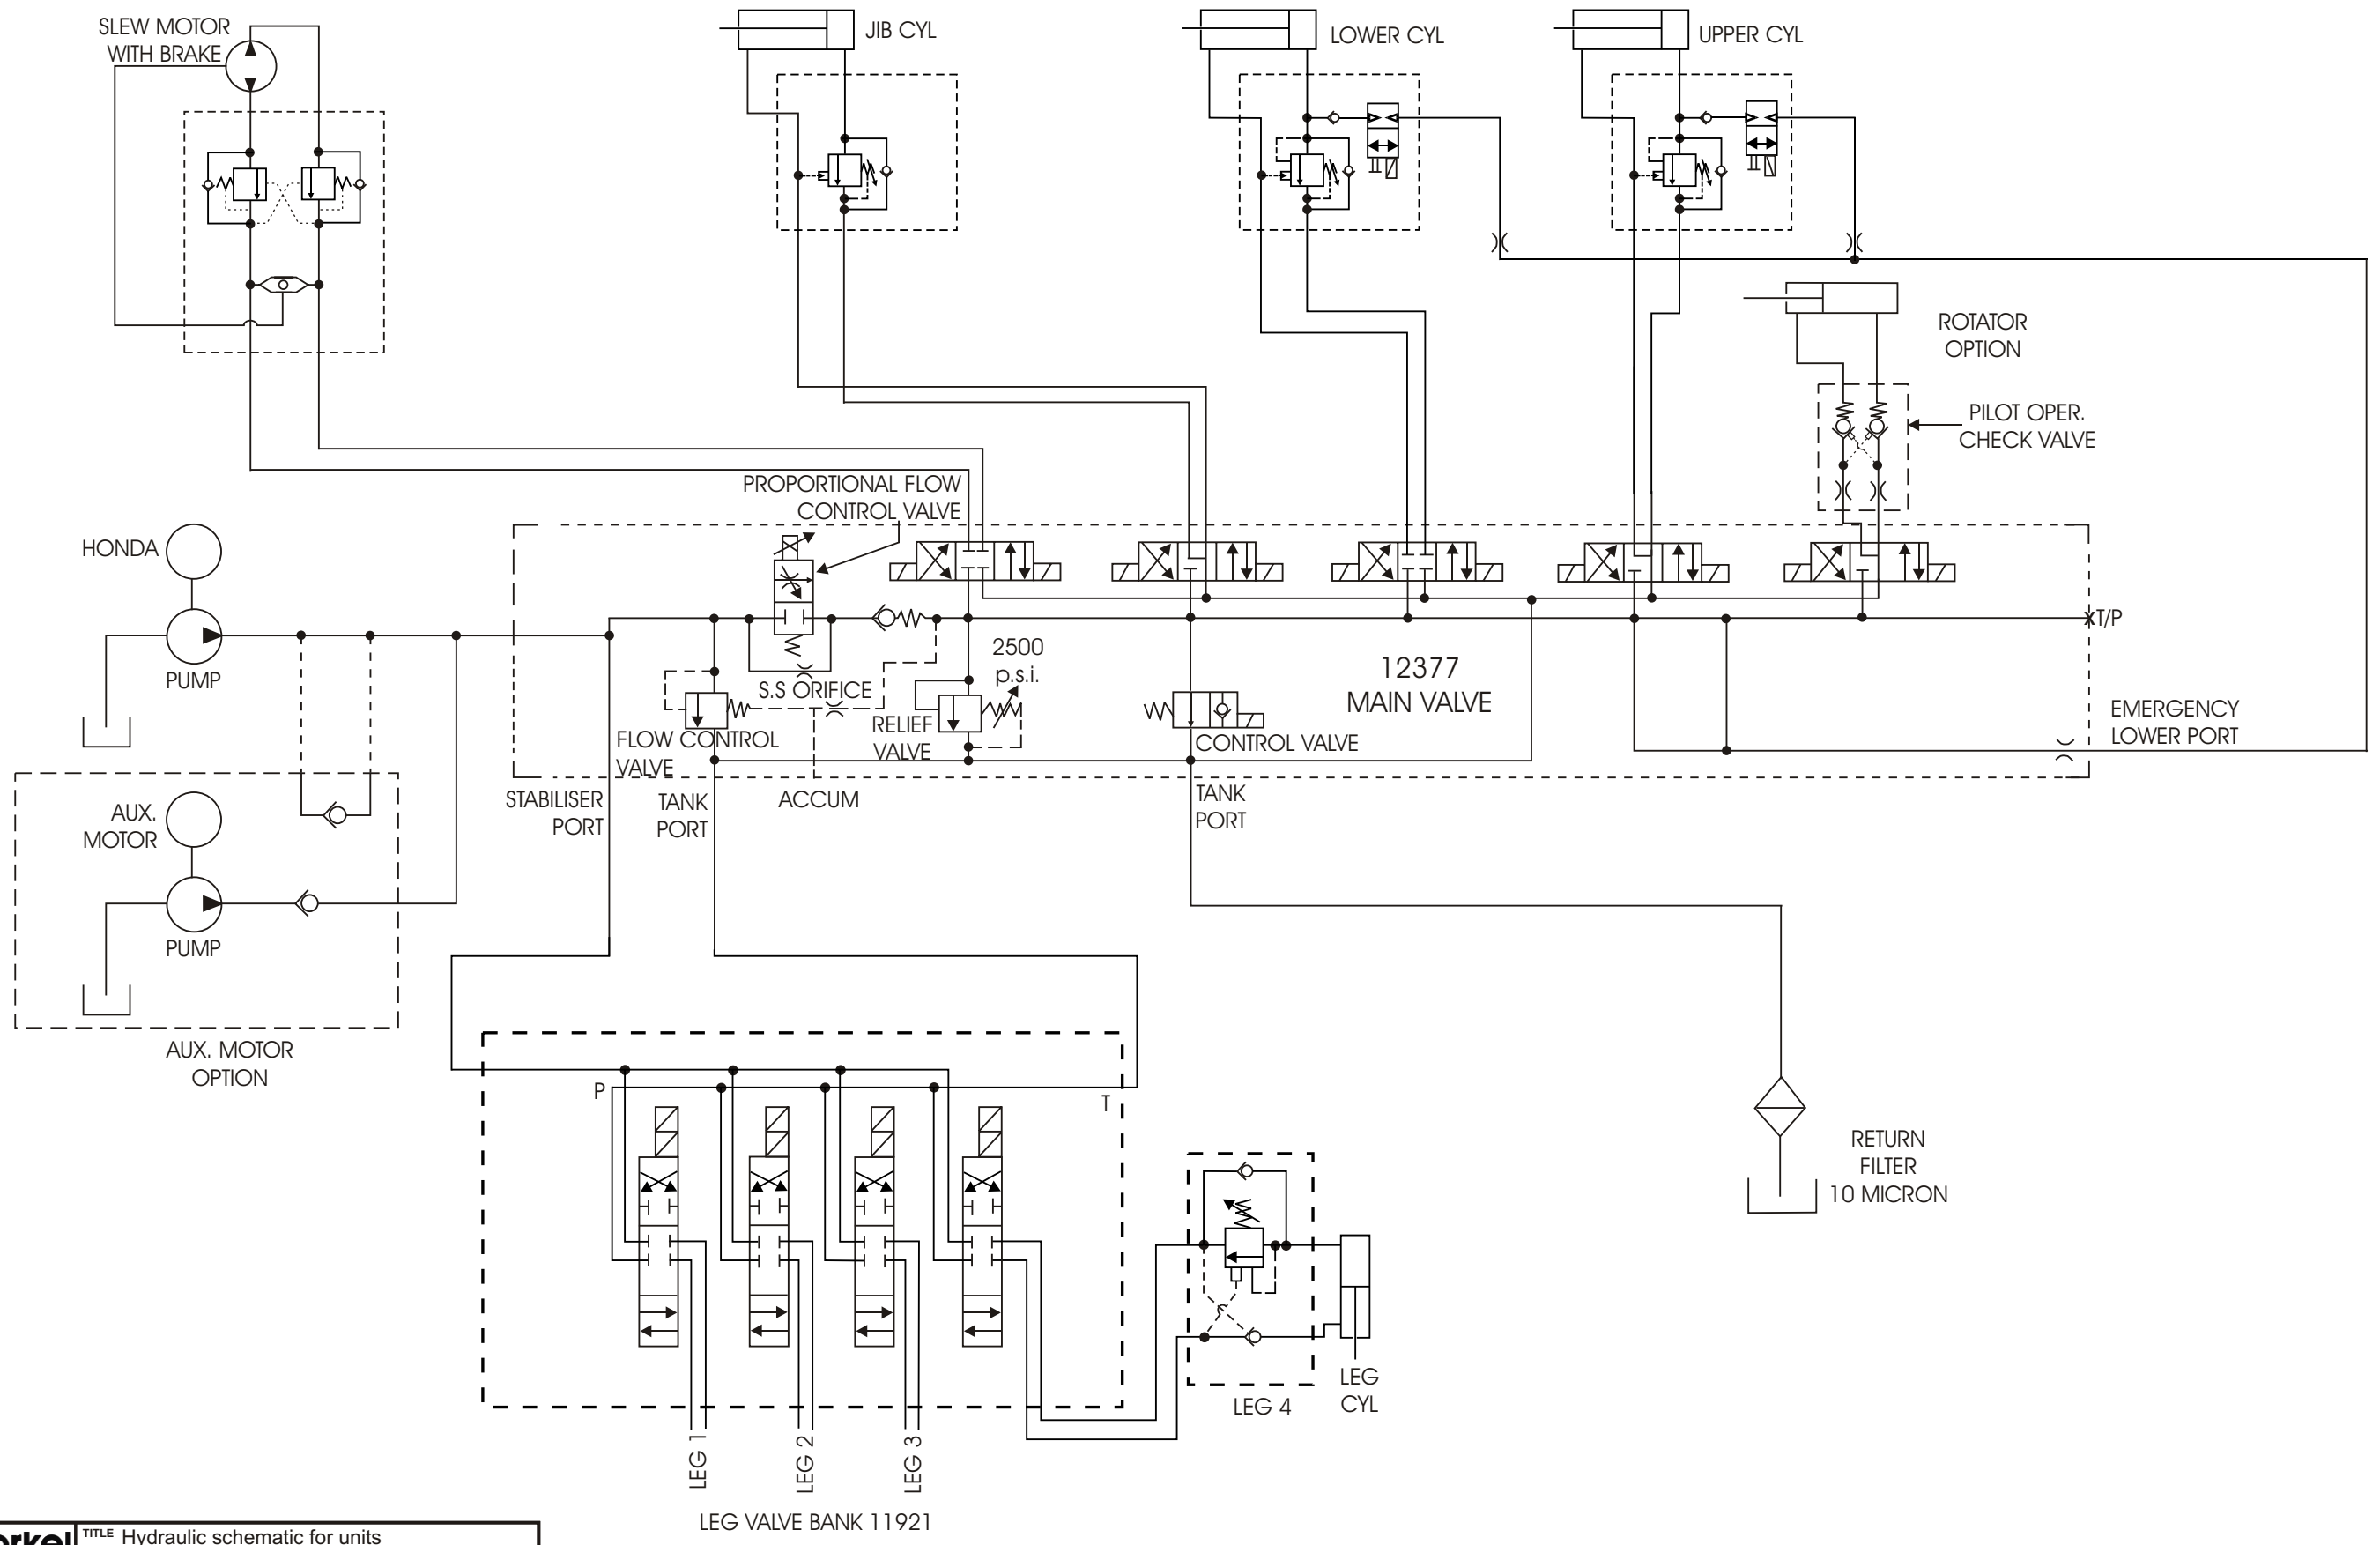 SLEW MOTOR
WITH BRAKE
JIB CYL
LOWER CYL
UPPER CYL
ROTATOR
OPTION
PILOT OPER.
CHECK VALVE
PROPORTIONAL FLOW
CONTROL VALVE
HONDA
PUMP
T/P
2500
p.s.i.
12377
MAIN VALVE
S.S ORIFICE
RELIEF
VALVE
FLOW CONTROL
VALVE
CONTROL VALVE
EMERGENCY
LOWER PORT
STABILISER
PORT
TANK
PORT
ACCUM
TANK
PORT
AUX.
MOTOR
PUMP
AUX. MOTOR
OPTION
P
T
RETURN
FILTER
10 MICRON
LEG 4
LEG
CYL
LEG 1
LEG 2
LEG 3
LEG VALVE BANK 11921
TITLE Hydraulic schematic for units